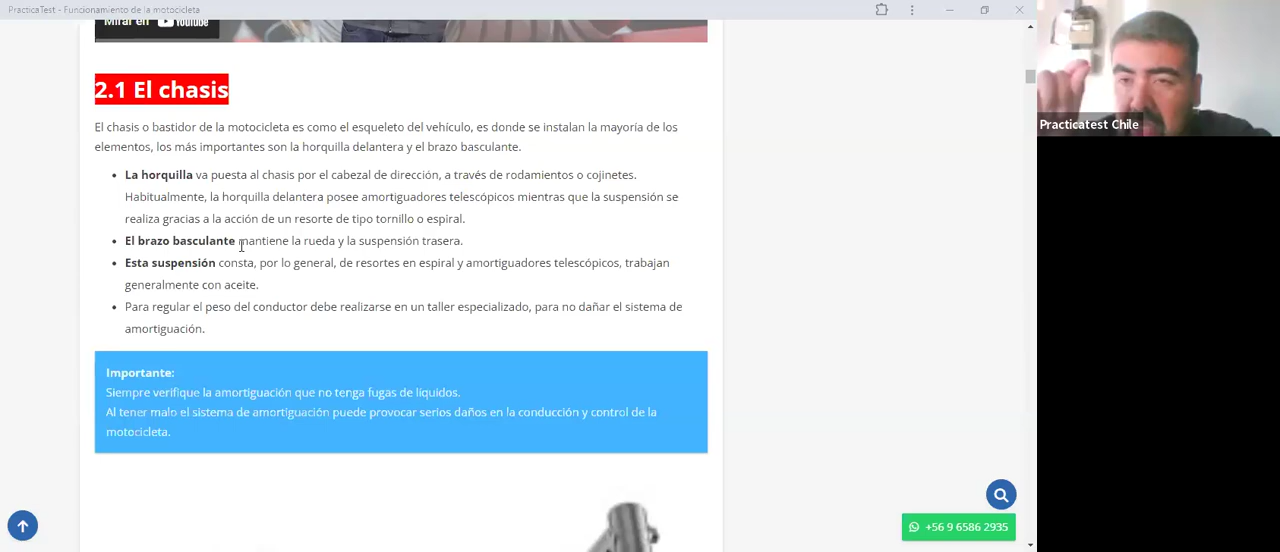 PracticaTest - Funcionamiento de la motocicleta
Mirar en YouTube
2.1 El chasis
El chasis o bastidor de la motocicleta es como el esqueleto del vehículo, es donde se instalan la mayoría de los
elementos, los más importantes son la horquilla delantera y el brazo basculante.
La horquilla va puesta al chasis por el cabezal de dirección, a través de rodamientos o cojinetes.
Habitualmente, la horquilla delantera posee amortiguadores telescópicos mientras que la suspensión se
realiza gracias a la acción de un resorte de tipo tornillo o espiral.
El brazo basculante mantiene la rueda y la suspensión trasera.
Esta suspensión consta, por lo general, de resortes en espiral y amortiguadores telescópicos, trabajan
generalmente con aceite.
Para regular el peso del conductor debe realizarse en un taller especializado, para no dañar el sistema de
amortiguación.
Importante:
Siempre verifique la amortiguación que no tenga fugas de líquidos.
Al tener malo el sistema de amortiguación puede provocar serios daños en la conducción y control de la
motocicleta.
+56 9 6586 2935
Practicatest Chile